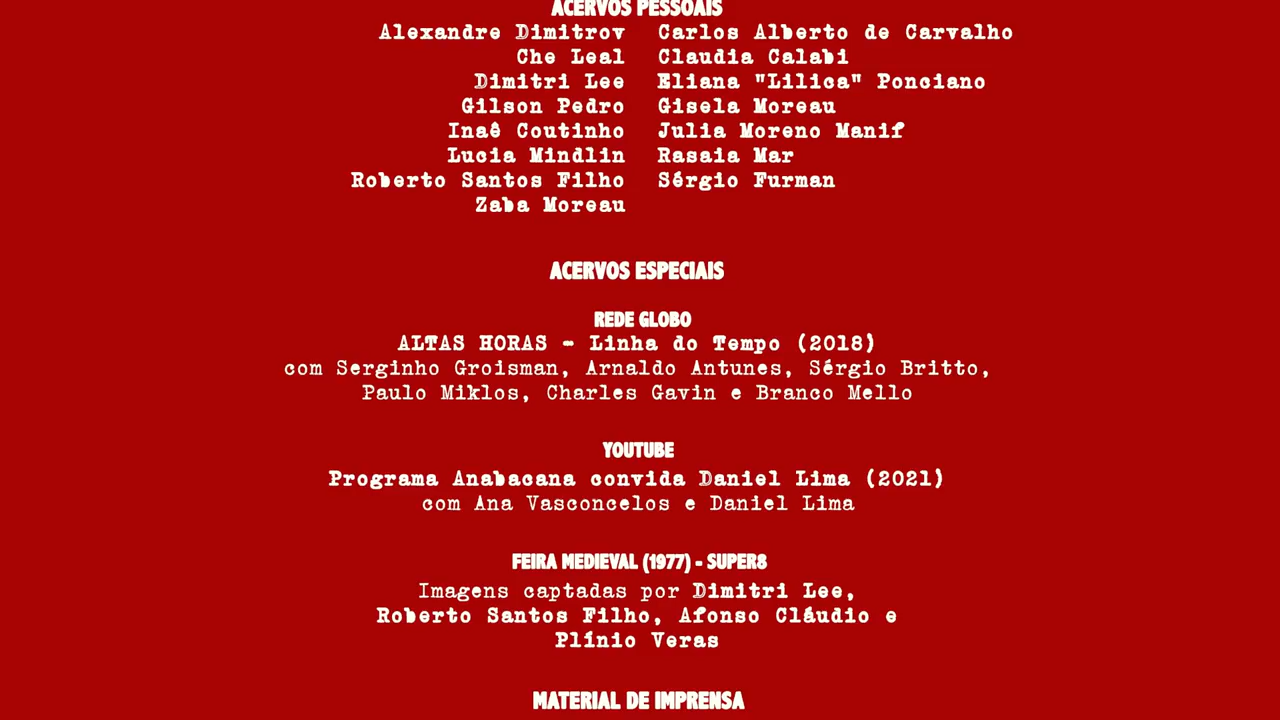 ACERVOS PESSOAIS
Alexandre Dimitrov Carlos Alberto de Carvalho
Che Leal Claudia Calabi
Dimitri Lee Eliana "Lilica" Ponciano
Gilson Pedro Gisela Moreau
Inaê Coutinho Julia Moreno Manif
Lucia Mindlin Rasaia Mar
Roberto Santos Filho Sérgio Furman
Zaba Moreau
ACERVOS ESPECIAIS
REDE GLOBO
ALTAS HORAS - Linha do Tempo (2018)
com Serginho Groisman, Arnaldo Antunes, Sérgio Britto,
Paulo Miklos, Charles Gavin e Branco Mello
YOUTUBE
Programa Anabacana convida Daniel Lima (2021)
com Ana Vasconcelos e Daniel Lima
FEIRA MEDIEVAL (1977) - SUPER8
Imagens captadas por Dimitri Lee,
Roberto Santos Filho, Afonso Cláudio e
Plínio Veras
MATERIAL DE IMPRENSA